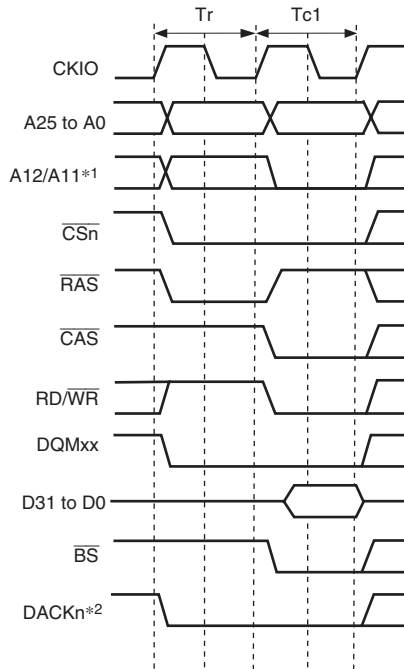 Tr Tc1
CKIO
A25 to A0
A12/A11*1
CSn
RAS
CAS
RD/WR
DQMxx
D31 to D0
BS
DACKn*2